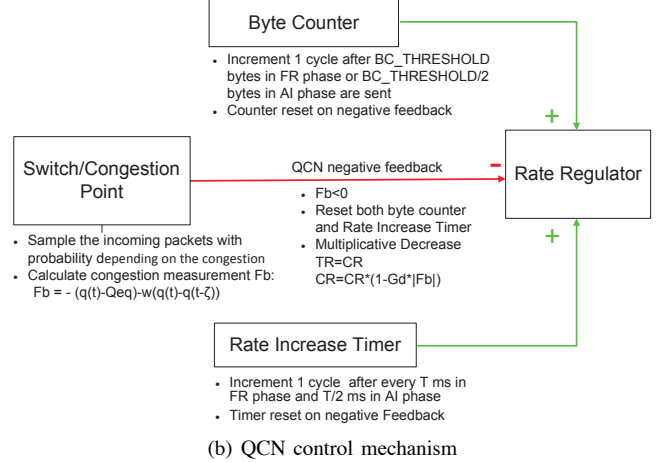 Byte Counter
• Increment 1 cycle after BC_THRESHOLD
bytes in FR phase or BC_THRESHOLD/2
bytes in AI phase are sent
• Counter reset on negative feedback
+
Switch/Congestion
Point
QCN negative feedback
-
Rate Regulator
• Fb<0
• Reset both byte counter
and Rate Increase Timer
• Multiplicative Decrease
TR=CR
CR=CR*(1-Gd*|Fb|)
+
• Sample the incoming packets with
probability depending on the congestion
• Calculate congestion measurement Fb:
Fb = - (q(t)-Qeq)-w(q(t)-q(t-ζ))
Rate Increase Timer
• Increment 1 cycle after every T ms in
FR phase and T/2 ms in AI phase
• Timer reset on negative Feedback
(b) QCN control mechanism